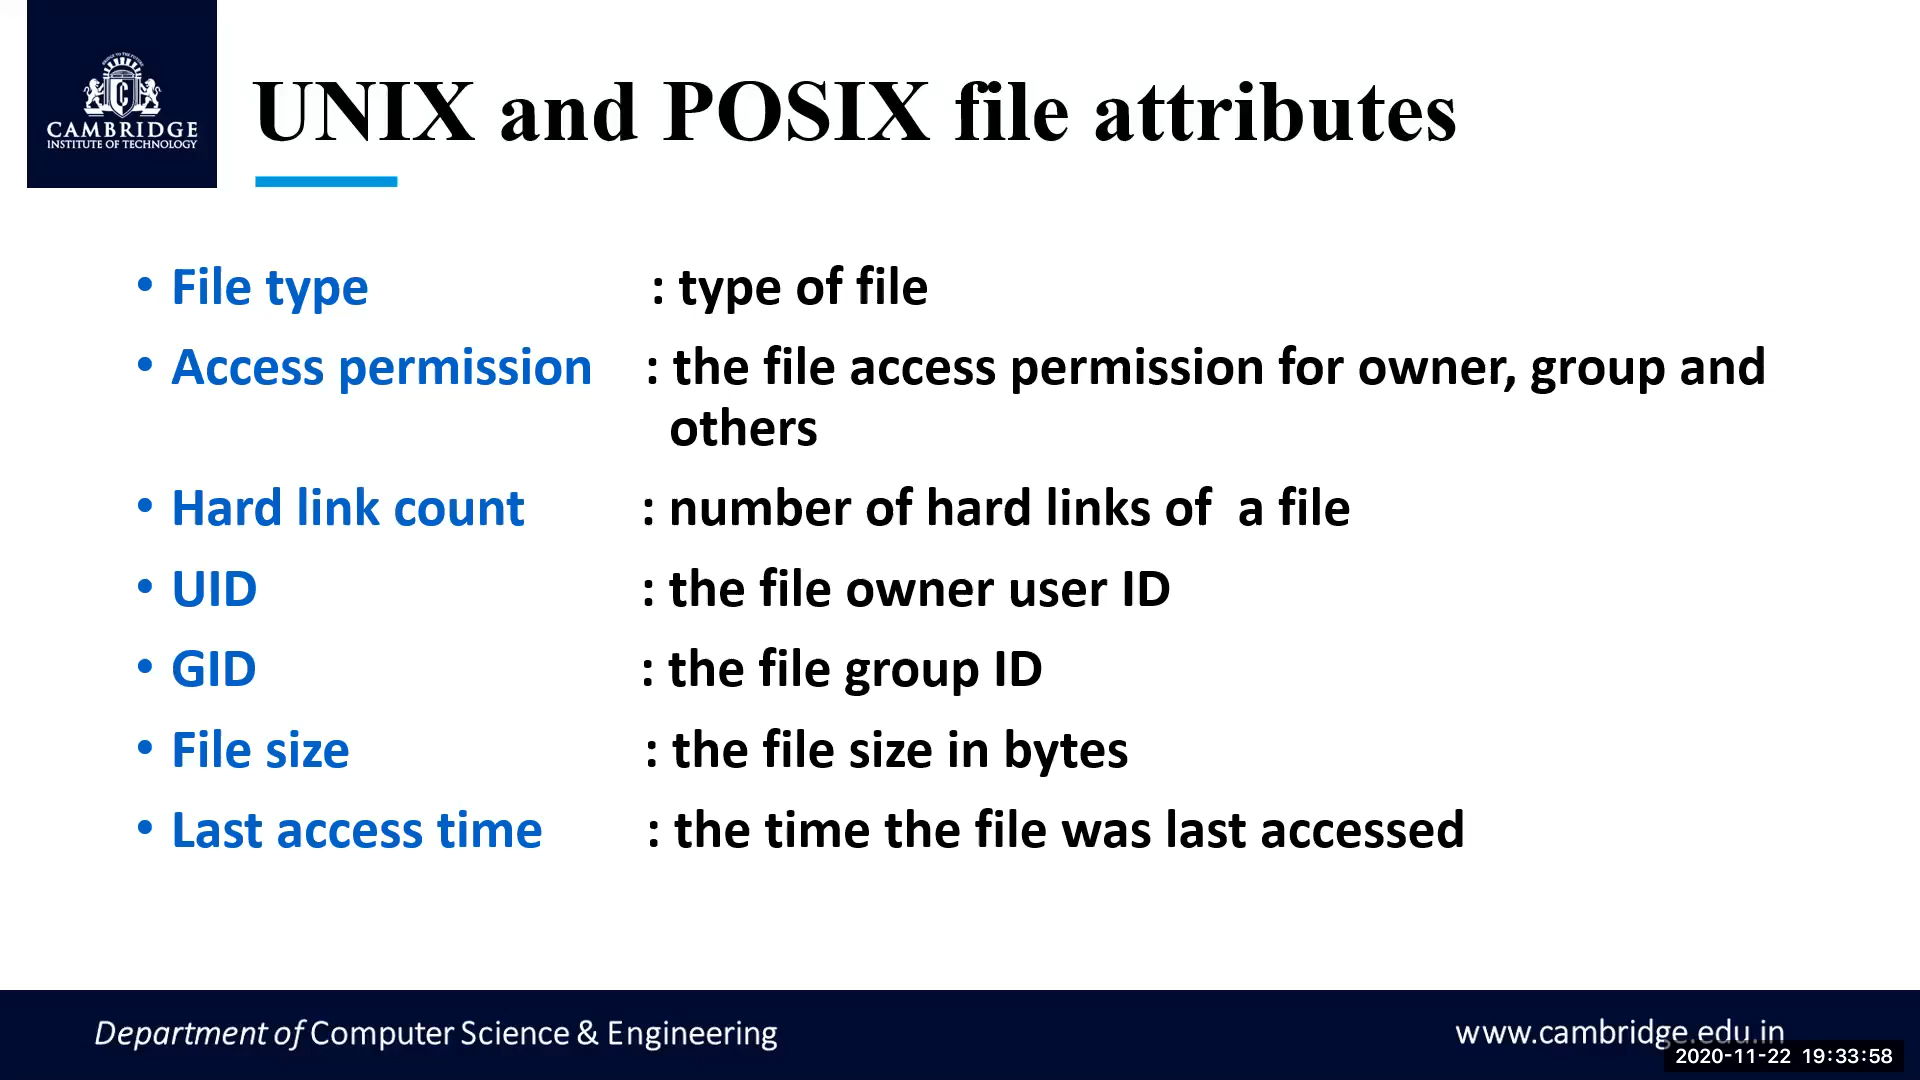 CAMBRIDGE
INSTITUTE OF TECHNOLOGY
UNIX and POSIX file attributes
• File type : type of file
• Access permission : the file access permission for owner, group and
others
• Hard link count : number of hard links of a file
• UID : the file owner user ID
• GID : the file group ID
• File size : the file size in bytes
• Last access time : the time the file was last accessed
Department of Computer Science & Engineering
www.cambridge.edu.in
2020-11-22 19:33:58